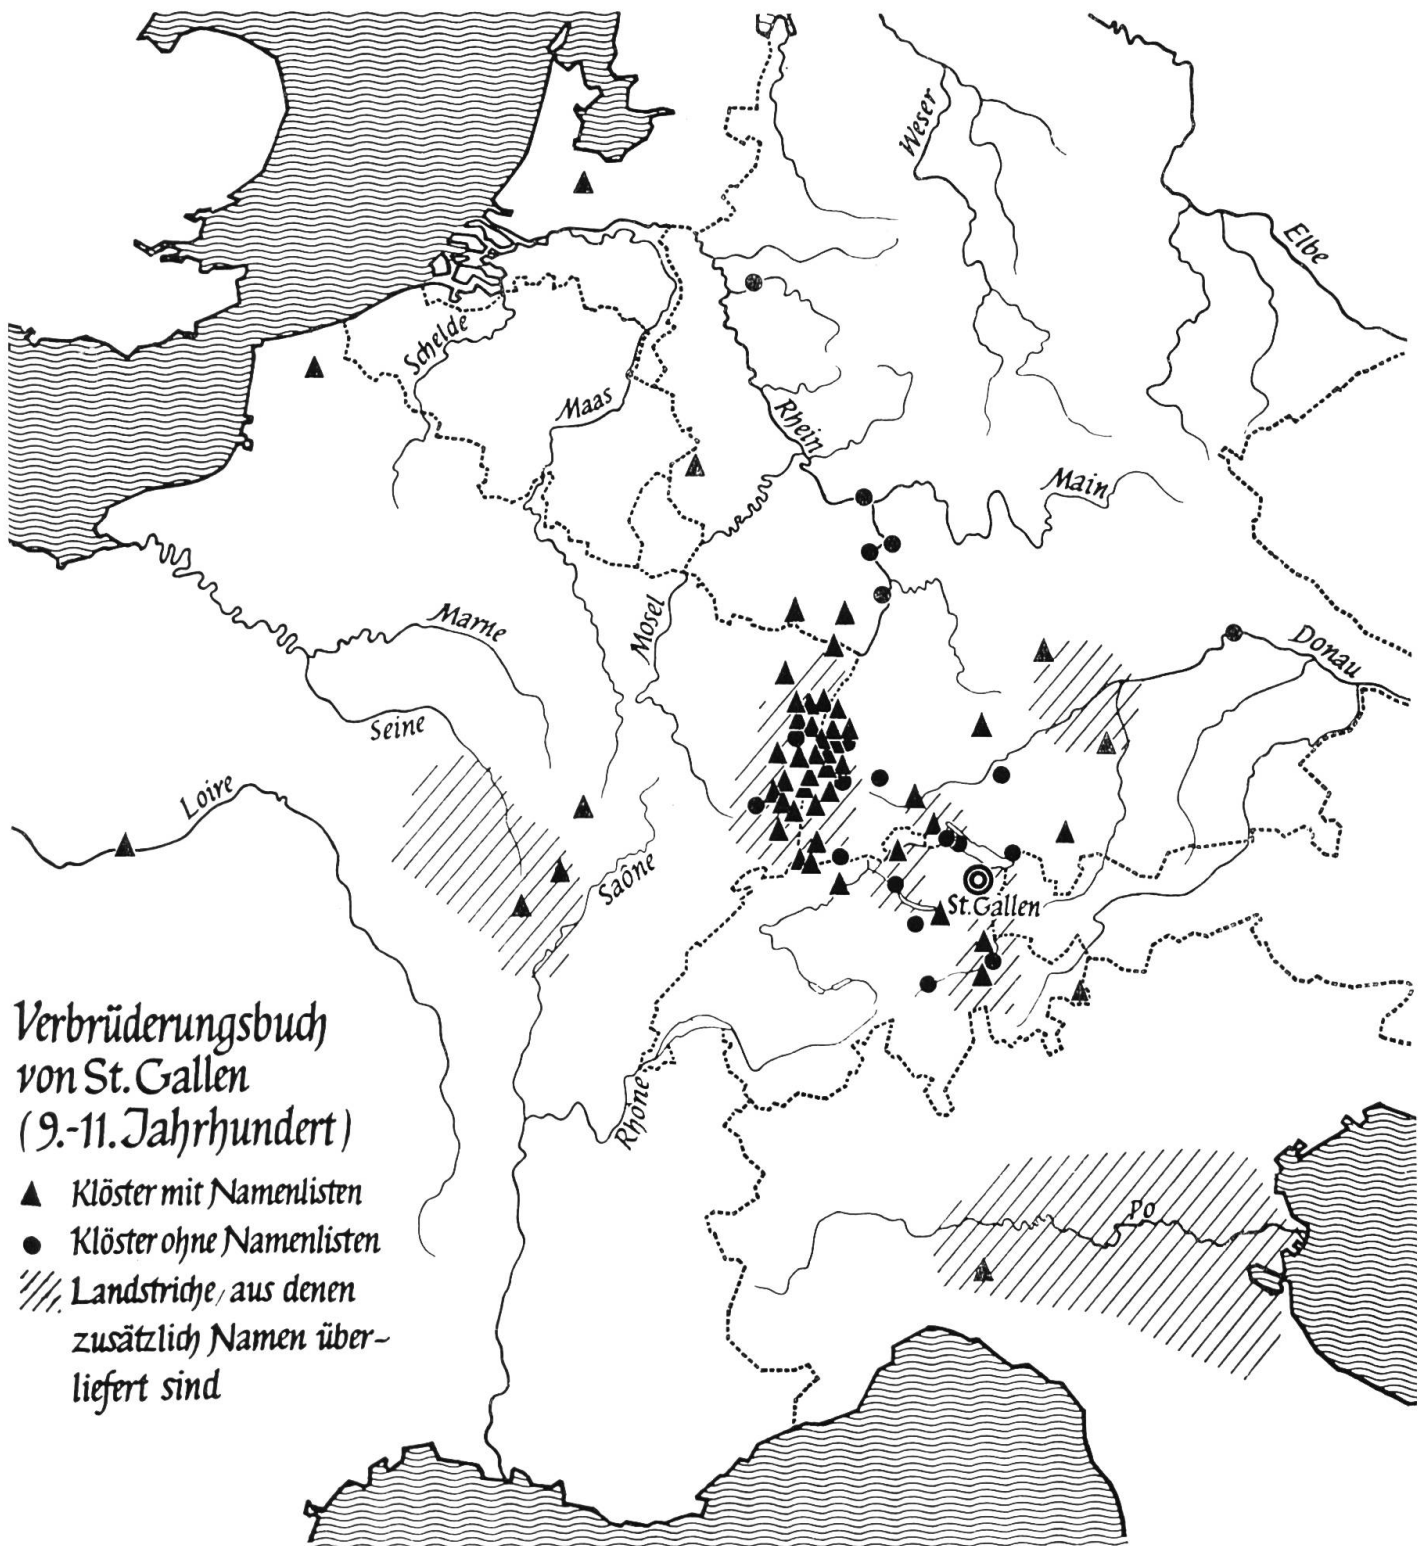 Weser
Elbe
Schelde
Maas
Rhein
Main
Mosel
Marne
Donau
Seine
Loire
Saône
St. Gallen
Verbrüderungsbuch
von St. Gallen
(9.-11. Jahrhundert)
Rhône
Klöster mit Namenlisten
Po
Klöster ohne Namenlisten
Landstriche, aus denen
zusätzlich Namen über-
liefert sind